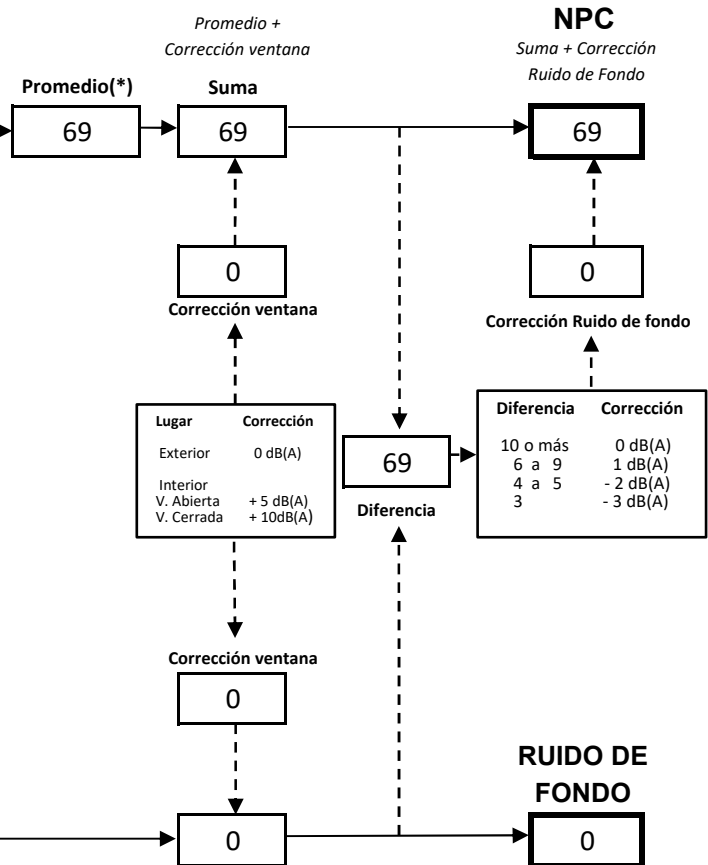 Promedio +
Corrección ventana
NPC
Suma + Corrección
Ruido de Fondo
Promedio(*)
Suma
69
69
69
0
0
Corrección ventana
Corrección Ruido de fondo
Lugar Corrección
Exterior 0 dB(A)
Interior
V. Abierta + 5 dB(A)
V. Cerrada + 10dB(A)
69
Diferencia
Diferencia Corrección
10 o más 0 dB(A)
6 a 9 1 dB(A)
4 a 5 - 2 dB(A)
3 - 3 dB(A)
Corrección ventana
0
RUIDO DE
FONDO
0
0